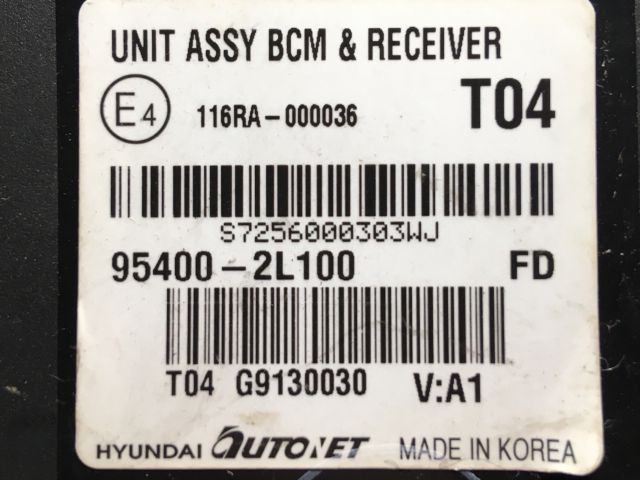 UNIT ASSY BCM & RECEIVER
E4 116RA-000036 T04
S7256000303WJ
95400-2L100 FD
T04 G9130030 V:A1
HYUNDAI AUTONET MADE IN KOREA